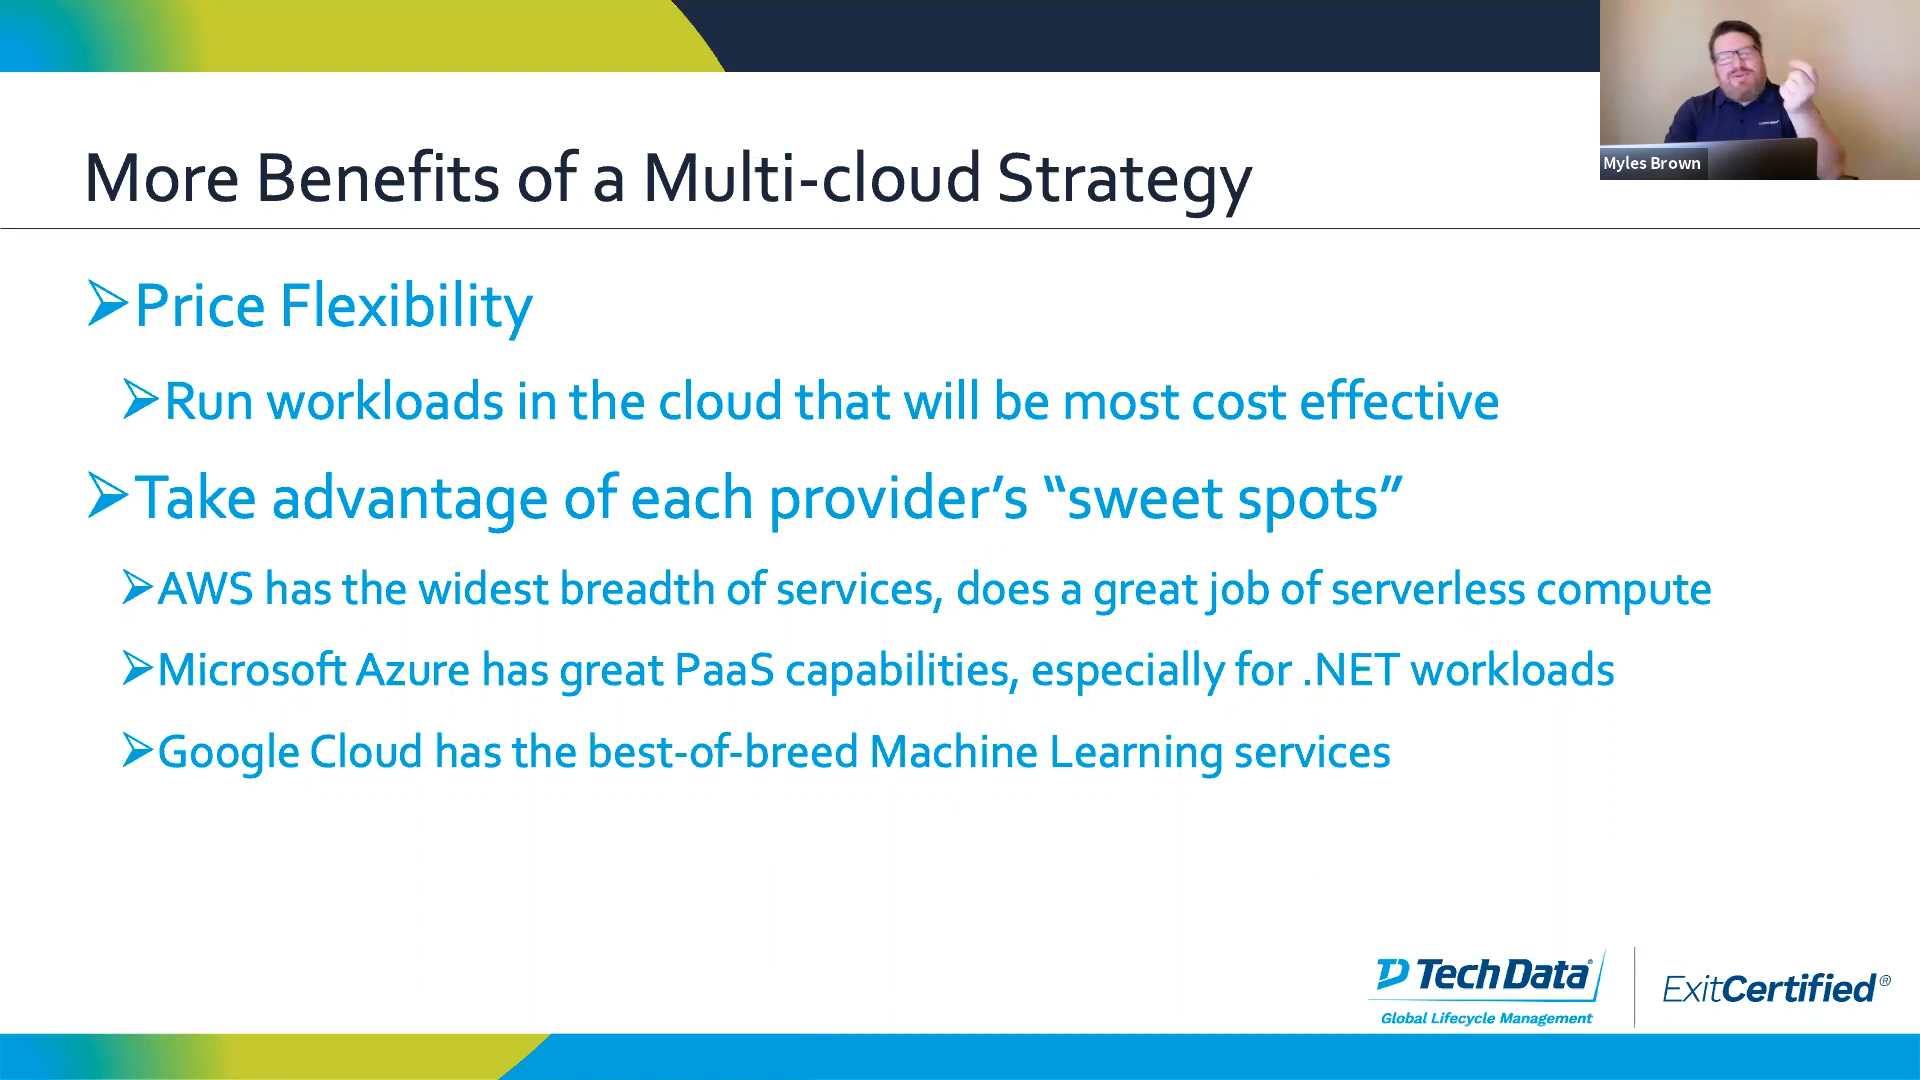 Myles Brown
More Benefits of a Multi-cloud Strategy
Price Flexibility
Run workloads in the cloud that will be most cost effective
Take advantage of each provider’s “sweet spots”
AWS has the widest breadth of services, does a great job of serverless compute
Microsoft Azure has great PaaS capabilities, especially for .NET workloads
Google Cloud has the best-of-breed Machine Learning services
TD Tech Data®
Global Lifecycle Management
ExitCertified®